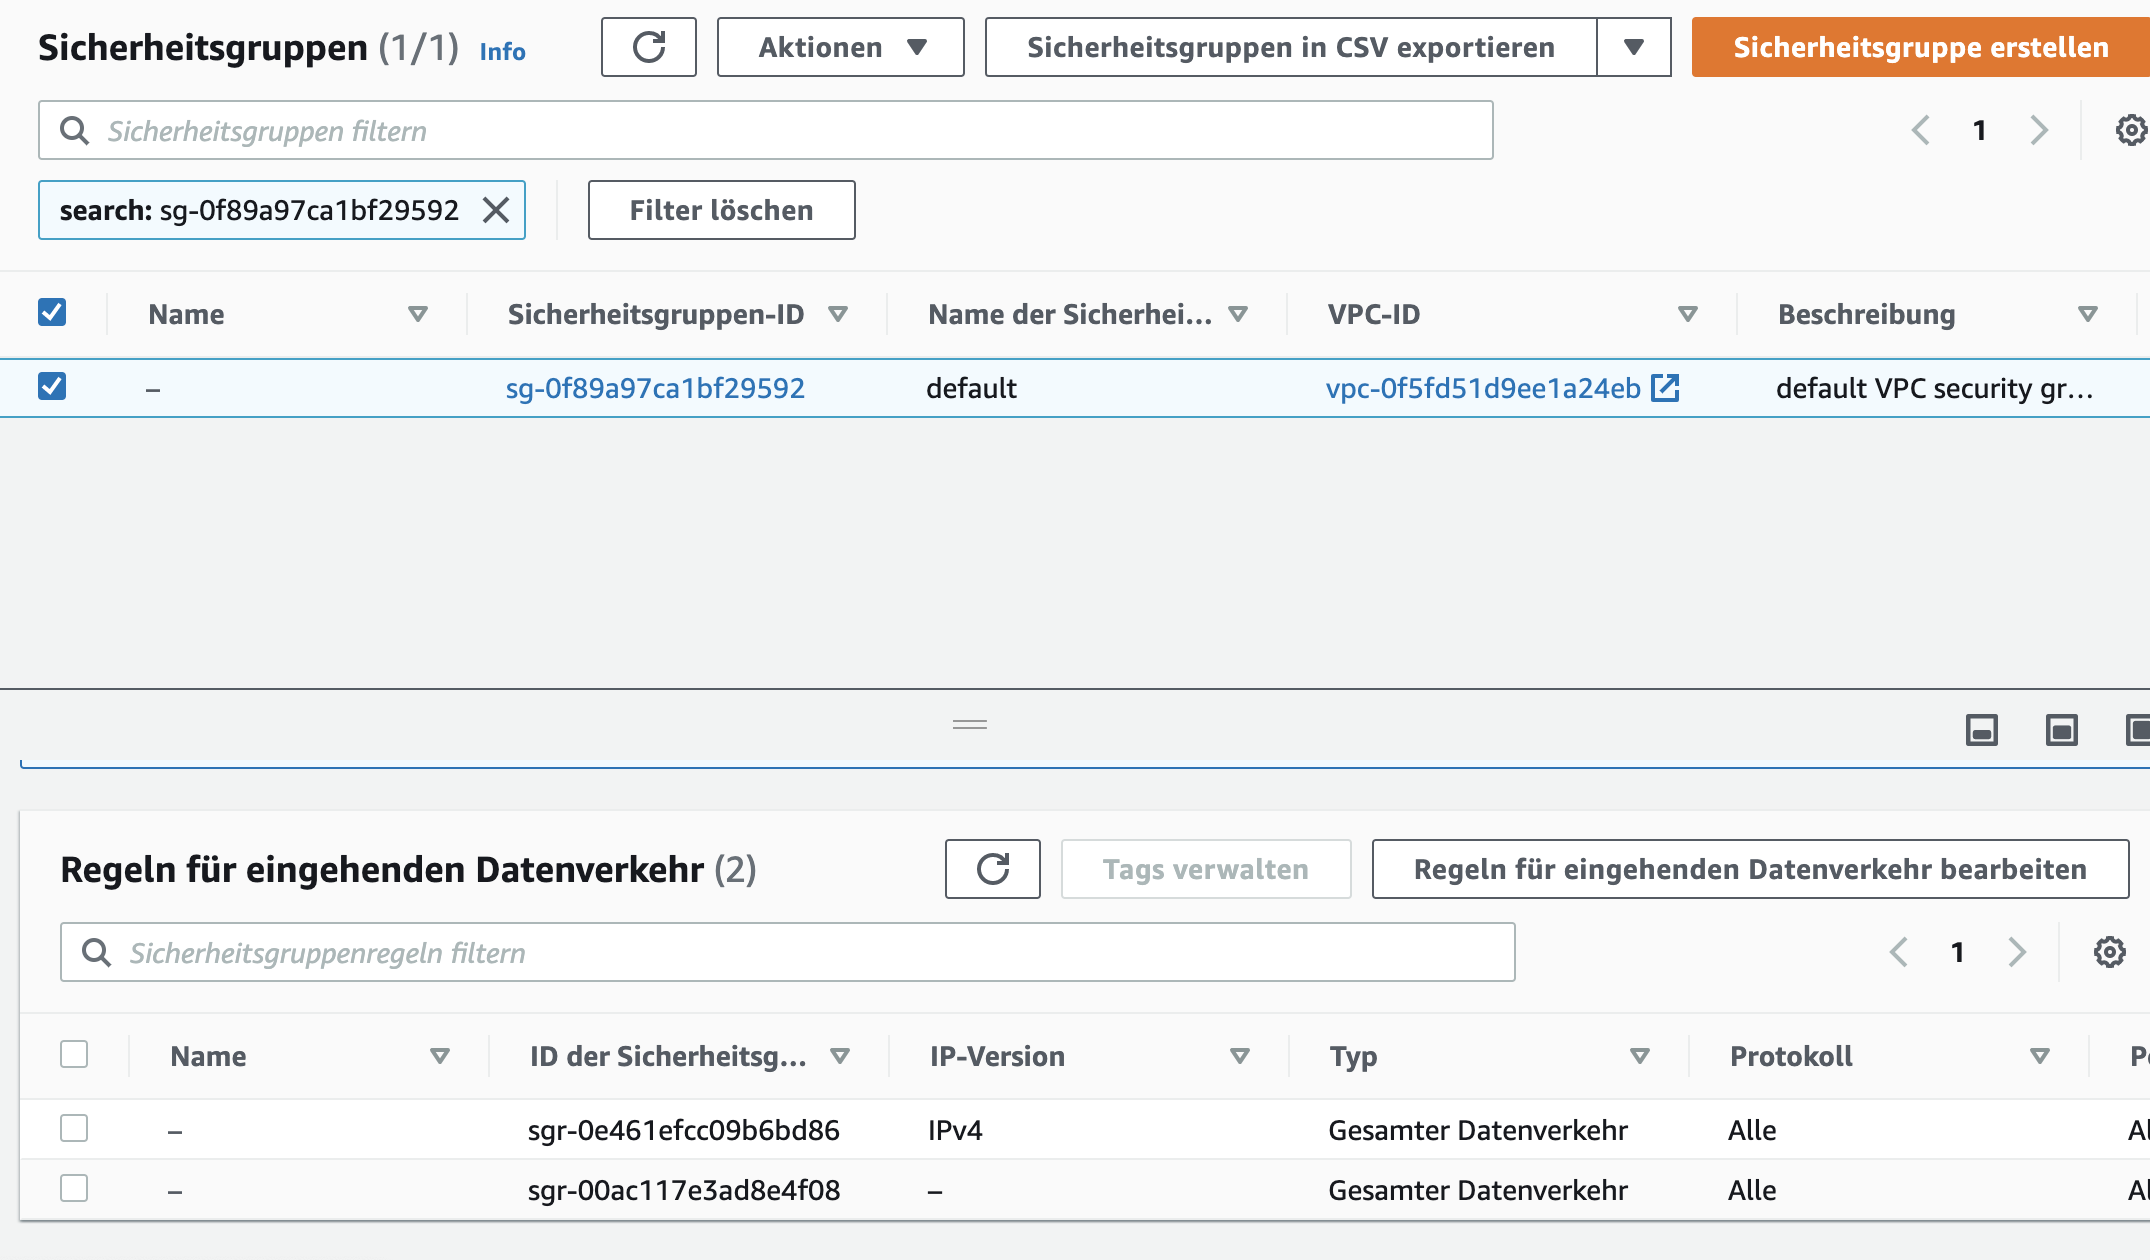 Sicherheitsgruppen (1/1) Info Aktionen Sicherheitsgruppen in CSV exportieren Sicherheitsgruppe erstellen
Sicherheitsgruppen filtern 1
search: sg-0f89a97ca1bf29592 Filter löschen
Name Sicherheitsgruppen-ID Name der Sicherhei... VPC-ID Beschreibung
– sg-0f89a97ca1bf29592 default vpc-0f5fd51d9ee1a24eb default VPC security gr...
Regeln für eingehenden Datenverkehr (2) Tags verwalten Regeln für eingehenden Datenverkehr bearbeiten
Sicherheitsgruppenregeln filtern 1
Name ID der Sicherheitsg... IP-Version Typ Protokoll
– sgr-0e461efcc09b6bd86 IPv4 Gesamter Datenverkehr Alle
– sgr-00ac117e3ad8e4f08 – Gesamter Datenverkehr Alle